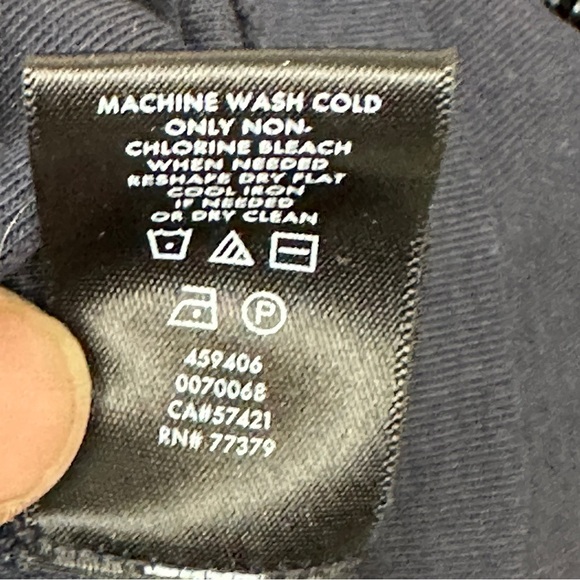 MACHINE WASH COLD
ONLY NON-
CHLORINE BLEACH
WHEN NEEDED
RESHAPE DRY FLAT
COOL IRON
IF NEEDED
OR DRY CLEAN
P
459406
0070068
CA#57421
RN# 77379